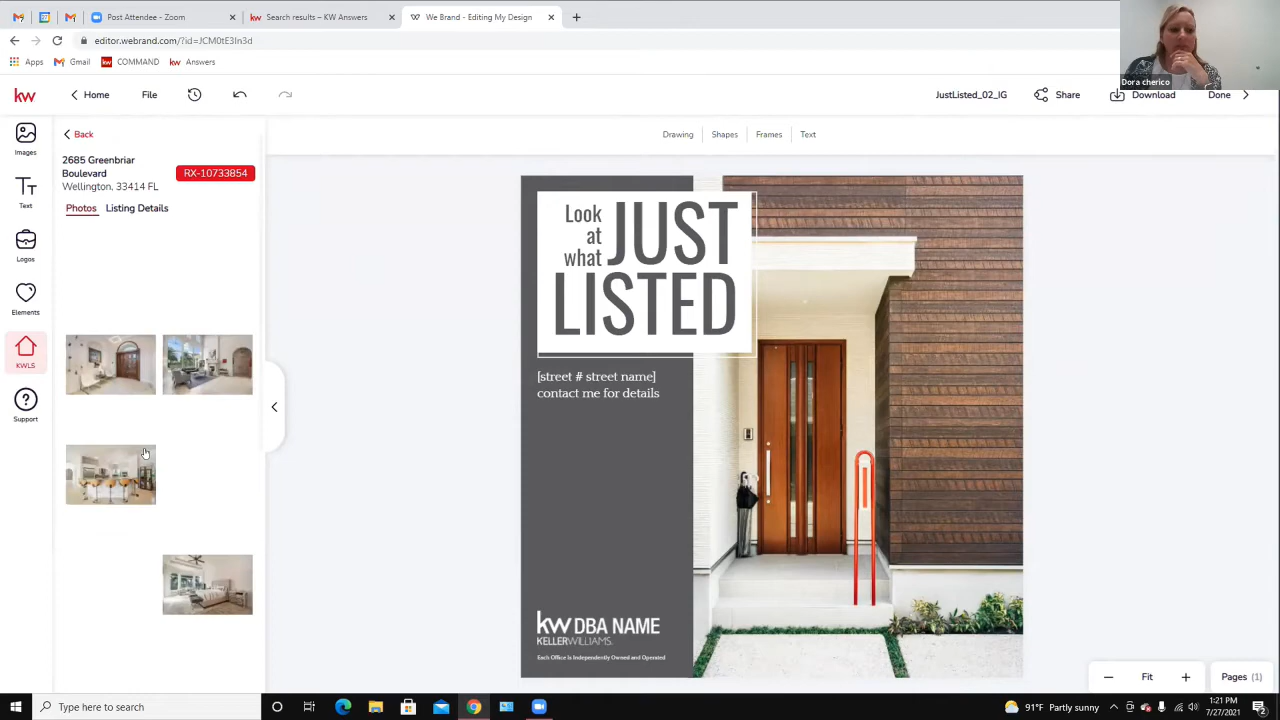 Post Attendee - Zoom
Search results – KW Answers
We Brand - Editing My Design
editor.webrand.com/?id=JCM0tE3In3d
Apps
Gmail
COMMAND
Answers
Dora cherico
kw
Home
File
JustListed_02_IG
Share
Download
Done
Drawing
Shapes
Frames
Text
Images
Text
Logos
Elements
KWLS
Support
Back
2685 Greenbriar
Boulevard
Wellington, 33414 FL
RX-10733854
Photos
Listing Details
Look
at
what
JUST
LISTED
[street # street name]
contact me for details
kw DBA NAME
KELLERWILLIAMS.
Each Office Is Independently Owned and Operated
Fit
Pages (1)
Type here to search
91°F Partly sunny
1:21 PM
7/27/2021
2